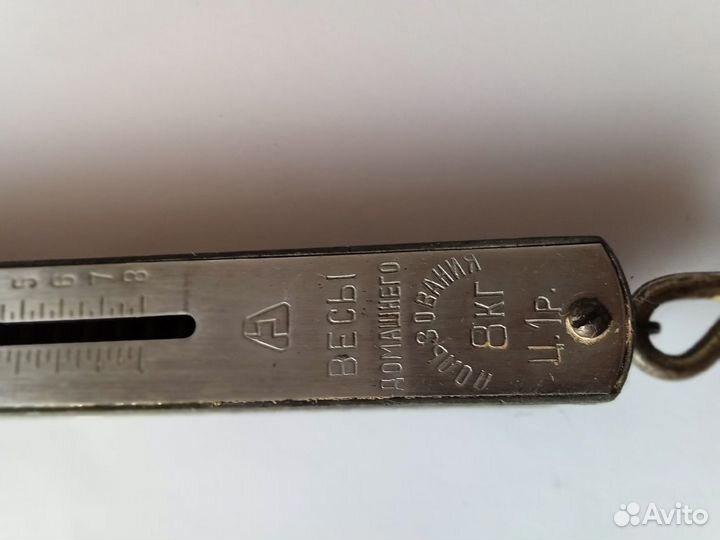 5 6 7 8
ВЕСЫ
ДОМАШНЕГО
ПОЛЬЗОВАНИЯ
8КГ
Ц.1р.
Avito